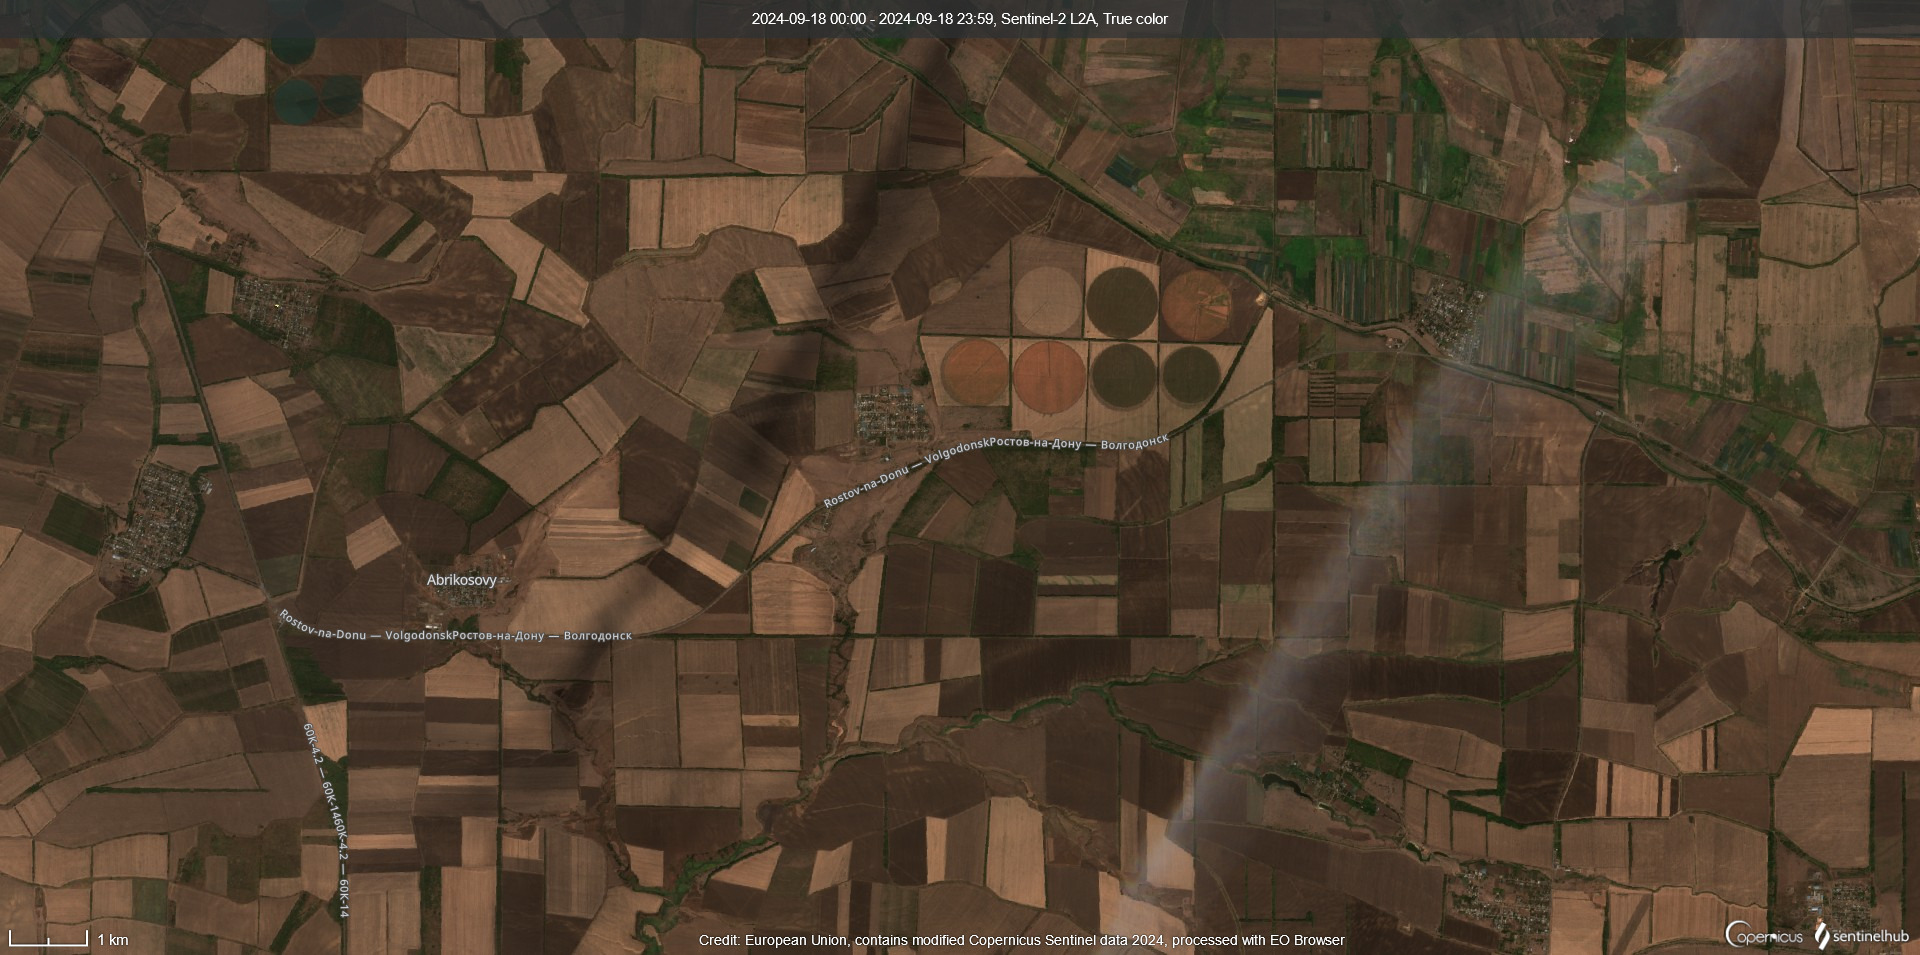 2024-09-18 00:00 - 2024-09-18 23:59, Sentinel-2 L2A, True color
Rostov-na-Donu — VolgodonskРостов-на-Дону — Волгодонск
Abrikosovy
Rostov-na-Donu — VolgodonskРостов-на-Дону — Волгодонск
60K-4.2 — 60K-1460K-4.2 — 60K-14
1 km
Credit: European Union, contains modified Copernicus Sentinel data 2024, processed with EO Browser
Copernicus
sentinelhub